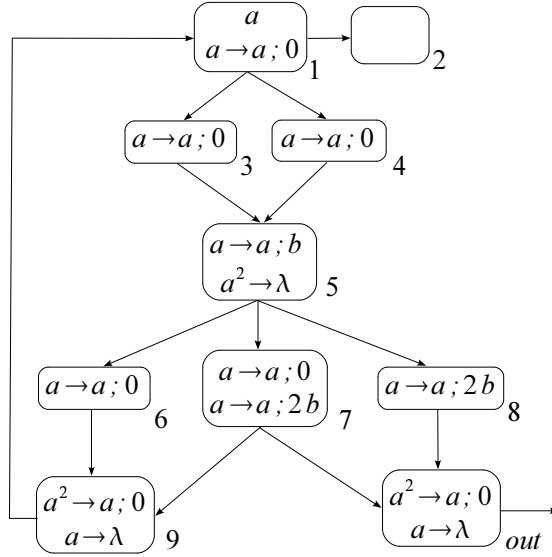 a
a→a;0
1
2
a→a;0
3
a→a;0
4
a→a;b
a²→λ
5
a→a;0
6
a→a;0
a→a;2b
7
a→a;2b
8
a²→a;0
a→λ
9
a²→a;0
a→λ
out